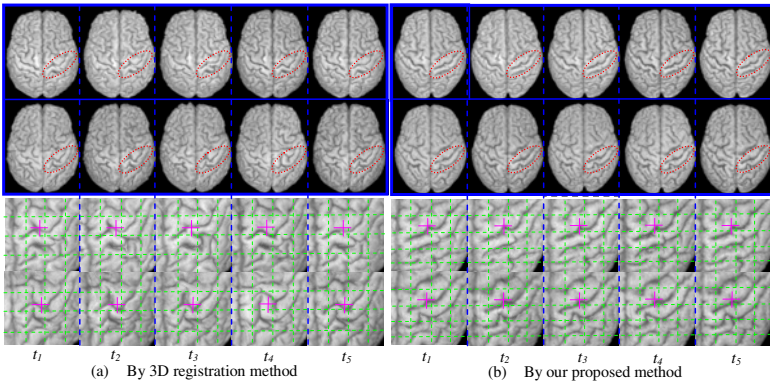 t1 t2 t3 t4 t5 t1 t2 t3 t4 t5
(a) By 3D registration method (b) By our proposed method